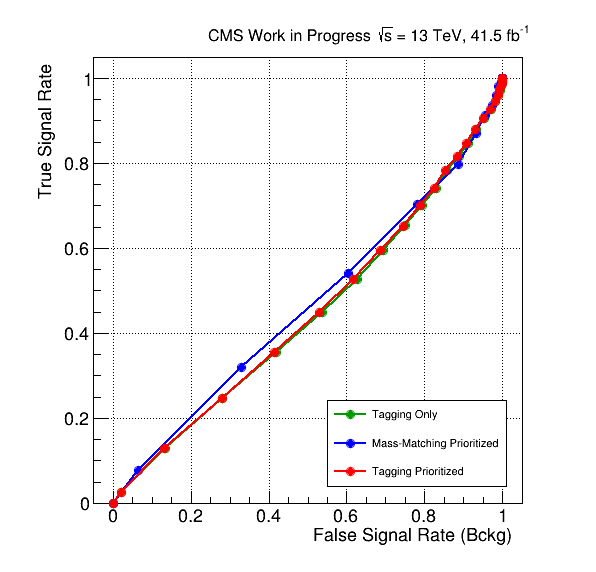 CMS Work in Progress √s = 13 TeV, 41.5 fb⁻¹
True Signal Rate
1
0.8
0.6
0.4
0.2
0
Tagging Only
Mass-Matching Prioritized
Tagging Prioritized
0 0.2 0.4 0.6 0.8 1
False Signal Rate (Bckg)